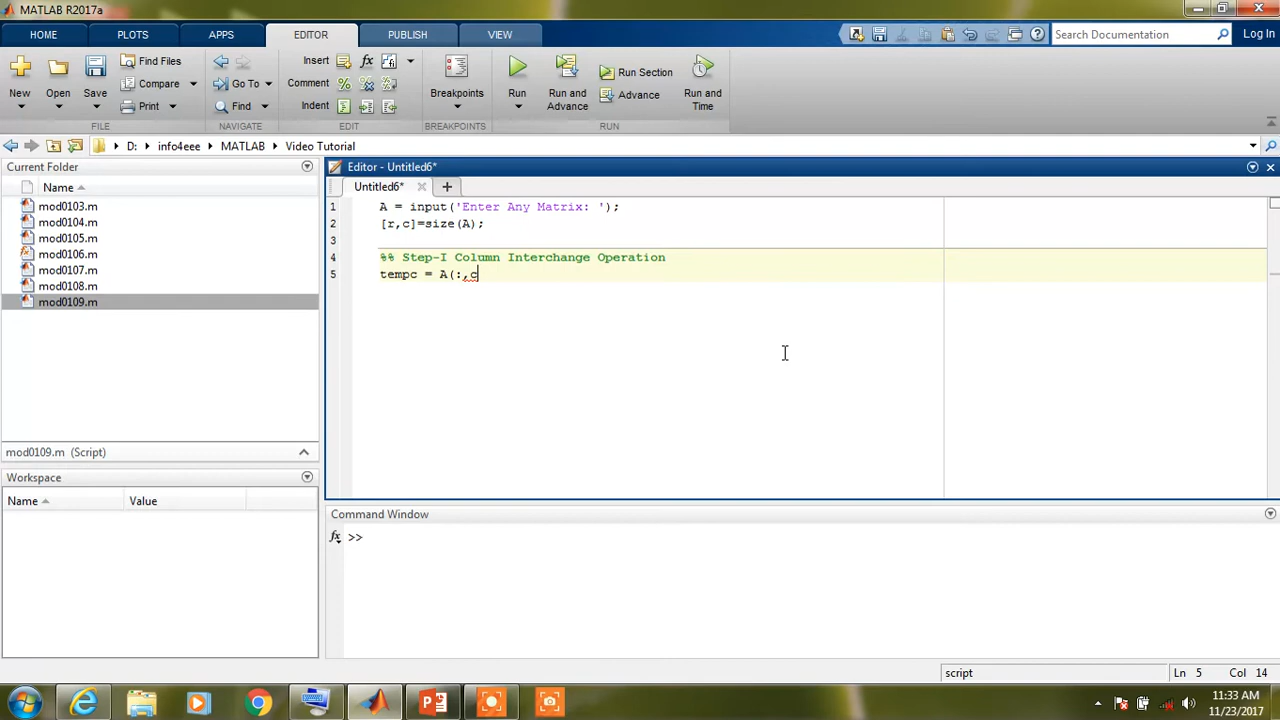 MATLAB R2017a
HOME PLOTS APPS EDITOR PUBLISH VIEW Search Documentation Log In
New Open Save Find Files Compare Print Go To Find Insert fx Comment % Indent Breakpoints Run Run and Advance Run Section Advance Run and Time
FILE NAVIGATE EDIT BREAKPOINTS RUN
D: info4eee MATLAB Video Tutorial
Current Folder
Name
mod0103.m
mod0104.m
mod0105.m
mod0106.m
mod0107.m
mod0108.m
mod0109.m
mod0109.m (Script)
Workspace
Name Value
Editor - Untitled6*
Untitled6* +
1 A = input('Enter Any Matrix: ');
2 [r,c]=size(A);
3
4 %% Step-I Column Interchange Operation
5 tempc = A(:,c
Command Window
fx >>
script Ln 5 Col 14
11:33 AM
11/23/2017